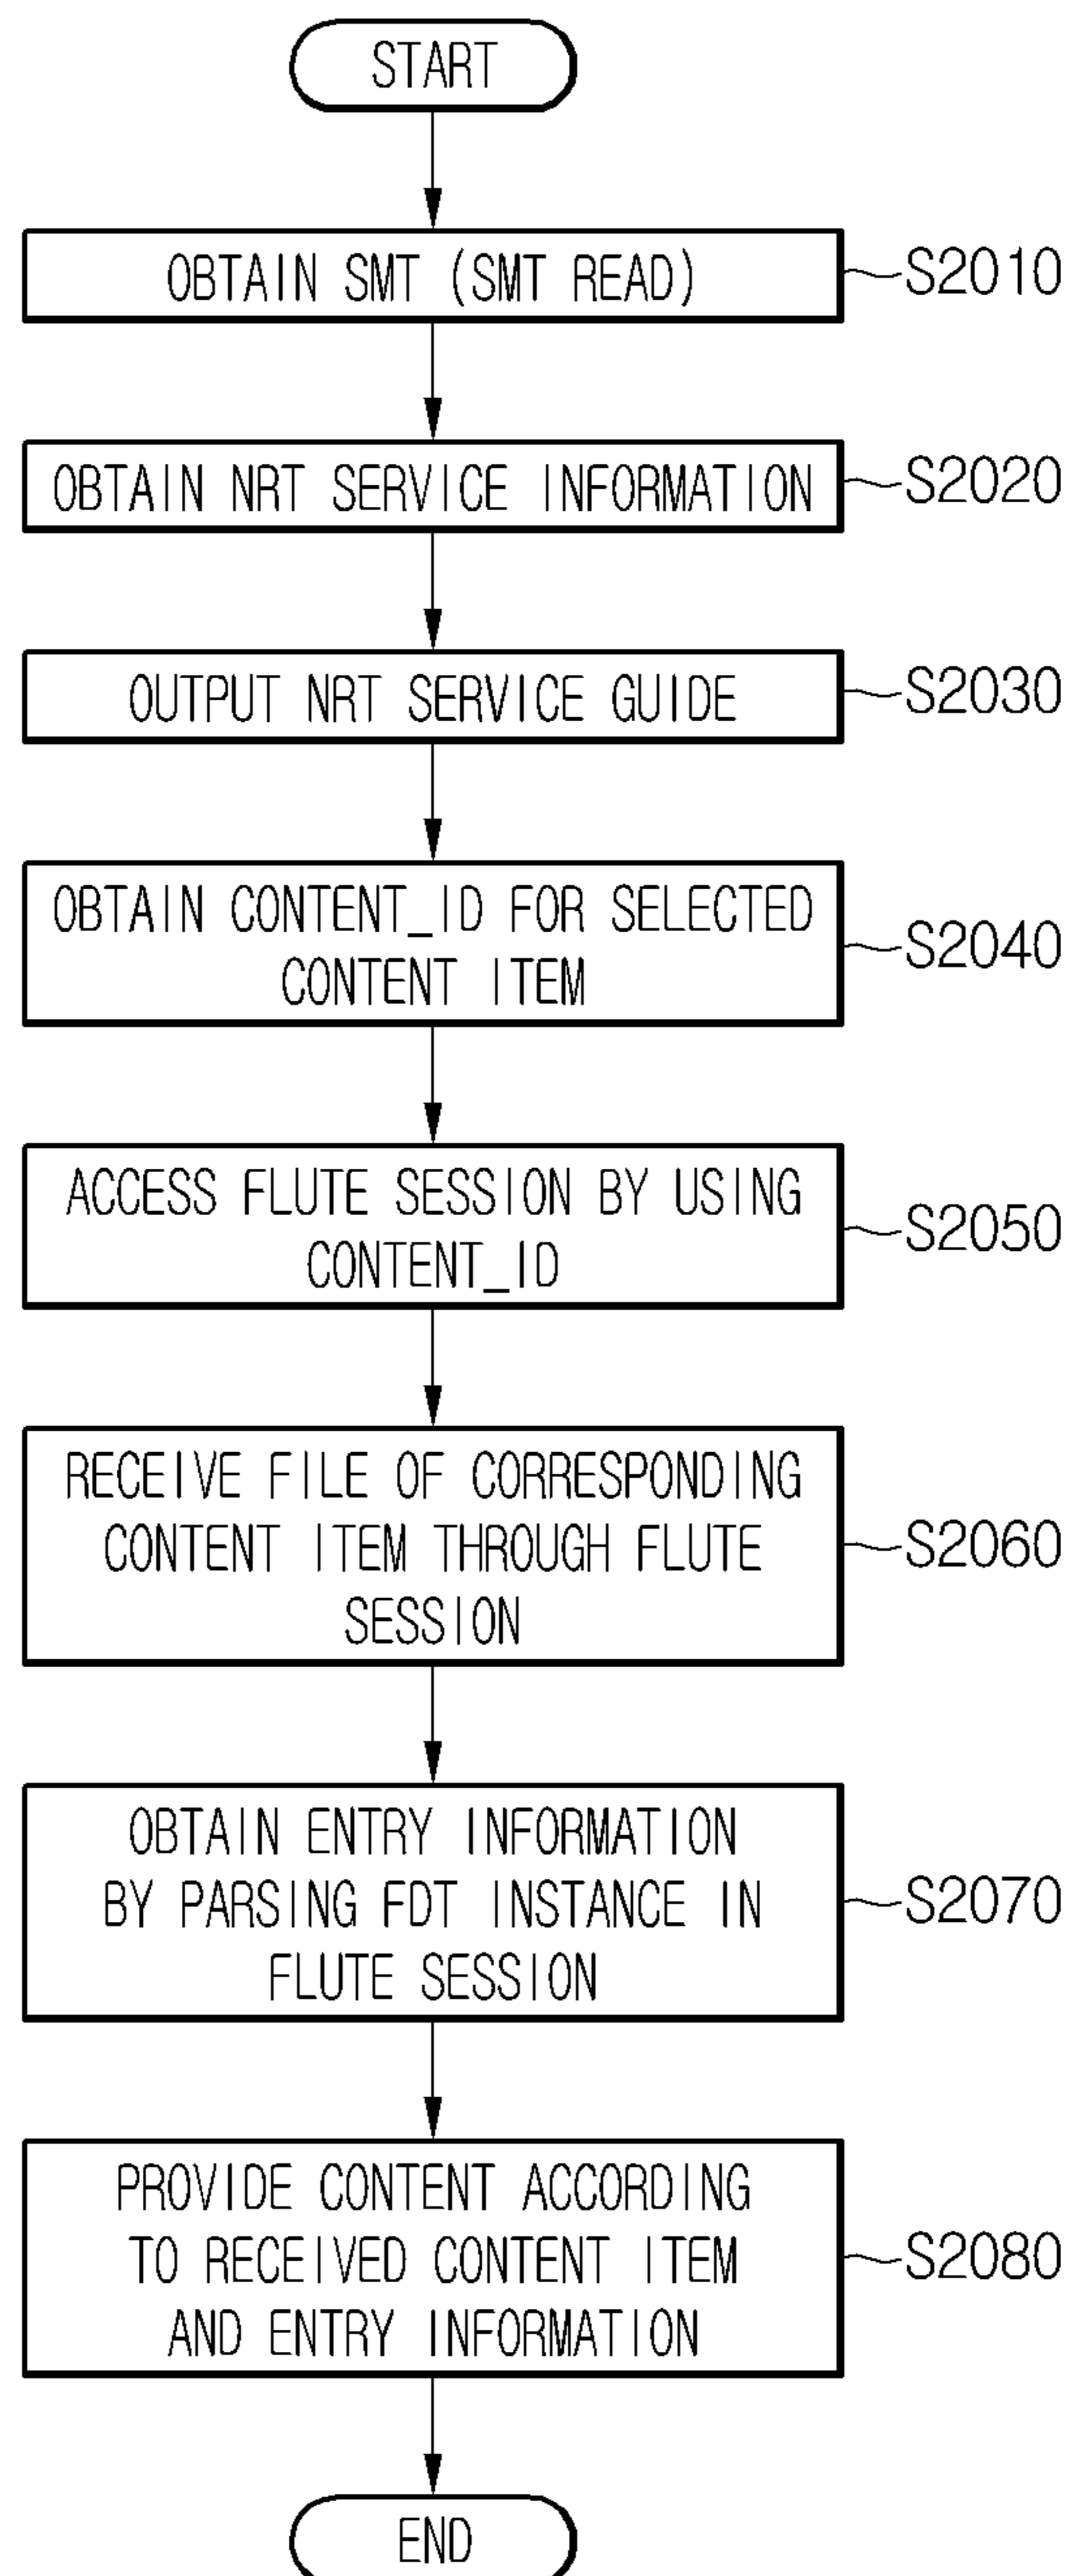 START
OBTAIN SMT (SMT READ)
S2010
OBTAIN NRT SERVICE INFORMATION
S2020
OUTPUT NRT SERVICE GUIDE
S2030
OBTAIN CONTENT_ID FOR SELECTED
CONTENT ITEM
S2040
ACCESS FLUTE SESSION BY USING
CONTENT_ID
S2050
RECEIVE FILE OF CORRESPONDING
CONTENT ITEM THROUGH FLUTE
SESSION
S2060
OBTAIN ENTRY INFORMATION
BY PARSING FDT INSTANCE IN
FLUTE SESSION
S2070
PROVIDE CONTENT ACCORDING
TO RECEIVED CONTENT ITEM
AND ENTRY INFORMATION
S2080
END